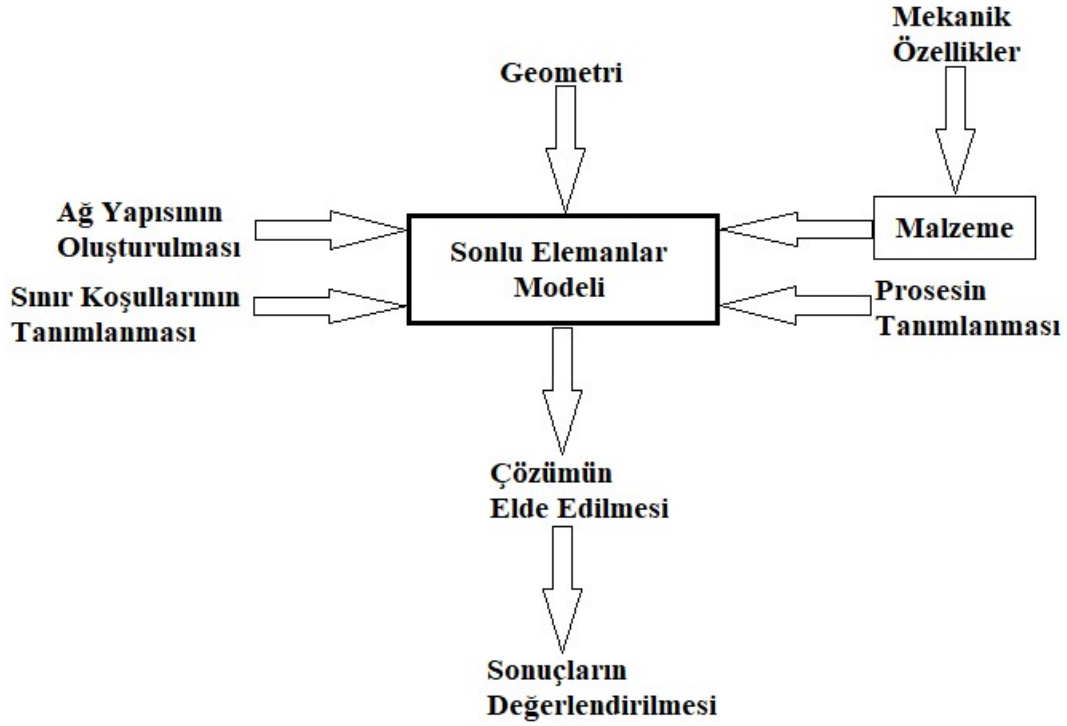 Mekanik
Özellikler
Geometri
Ağ Yapısının
Oluşturulması
Sonlu Elemanlar
Modeli
Malzeme
Sınır Koşullarının
Tanımlanması
Prosesin
Tanımlanması
Çözümün
Elde Edilmesi
Sonuçların
Değerlendirilmesi